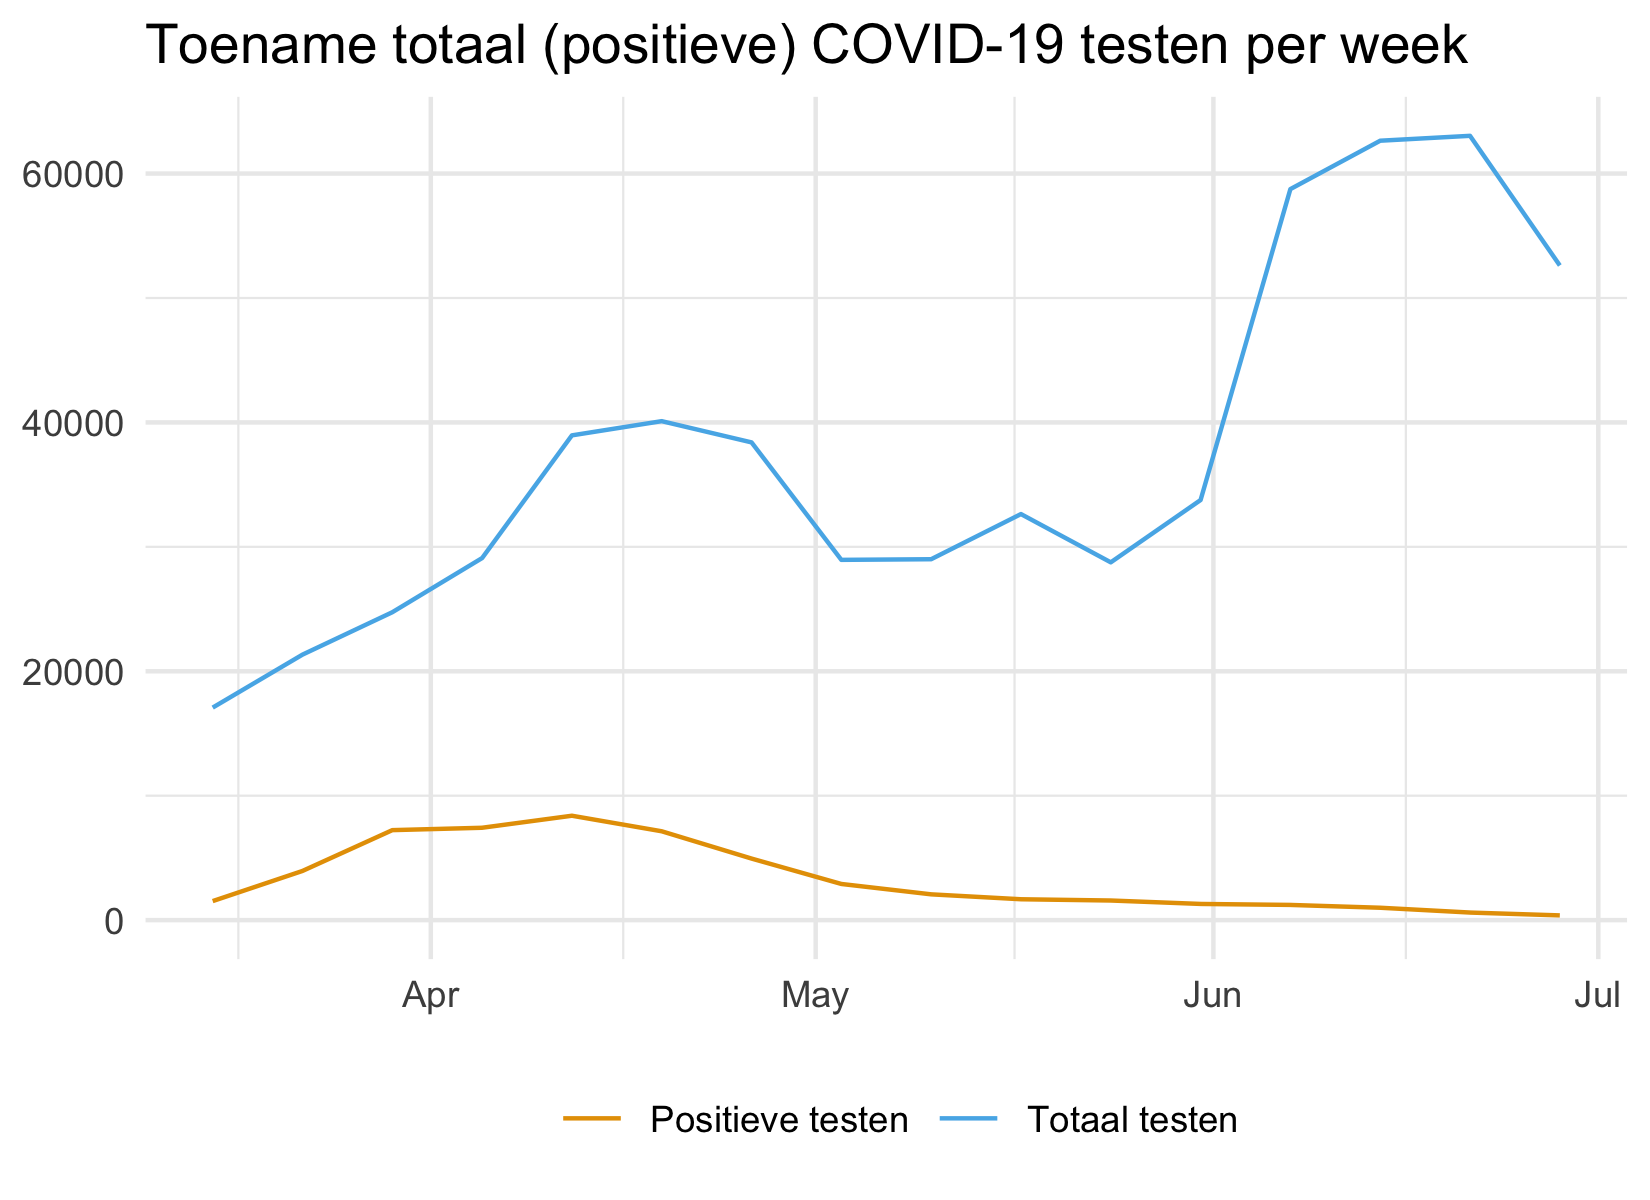 Toename totaal (positieve) COVID-19 testen per week
60000
40000
20000
0
Apr May Jun Jul
Positieve testen Totaal testen